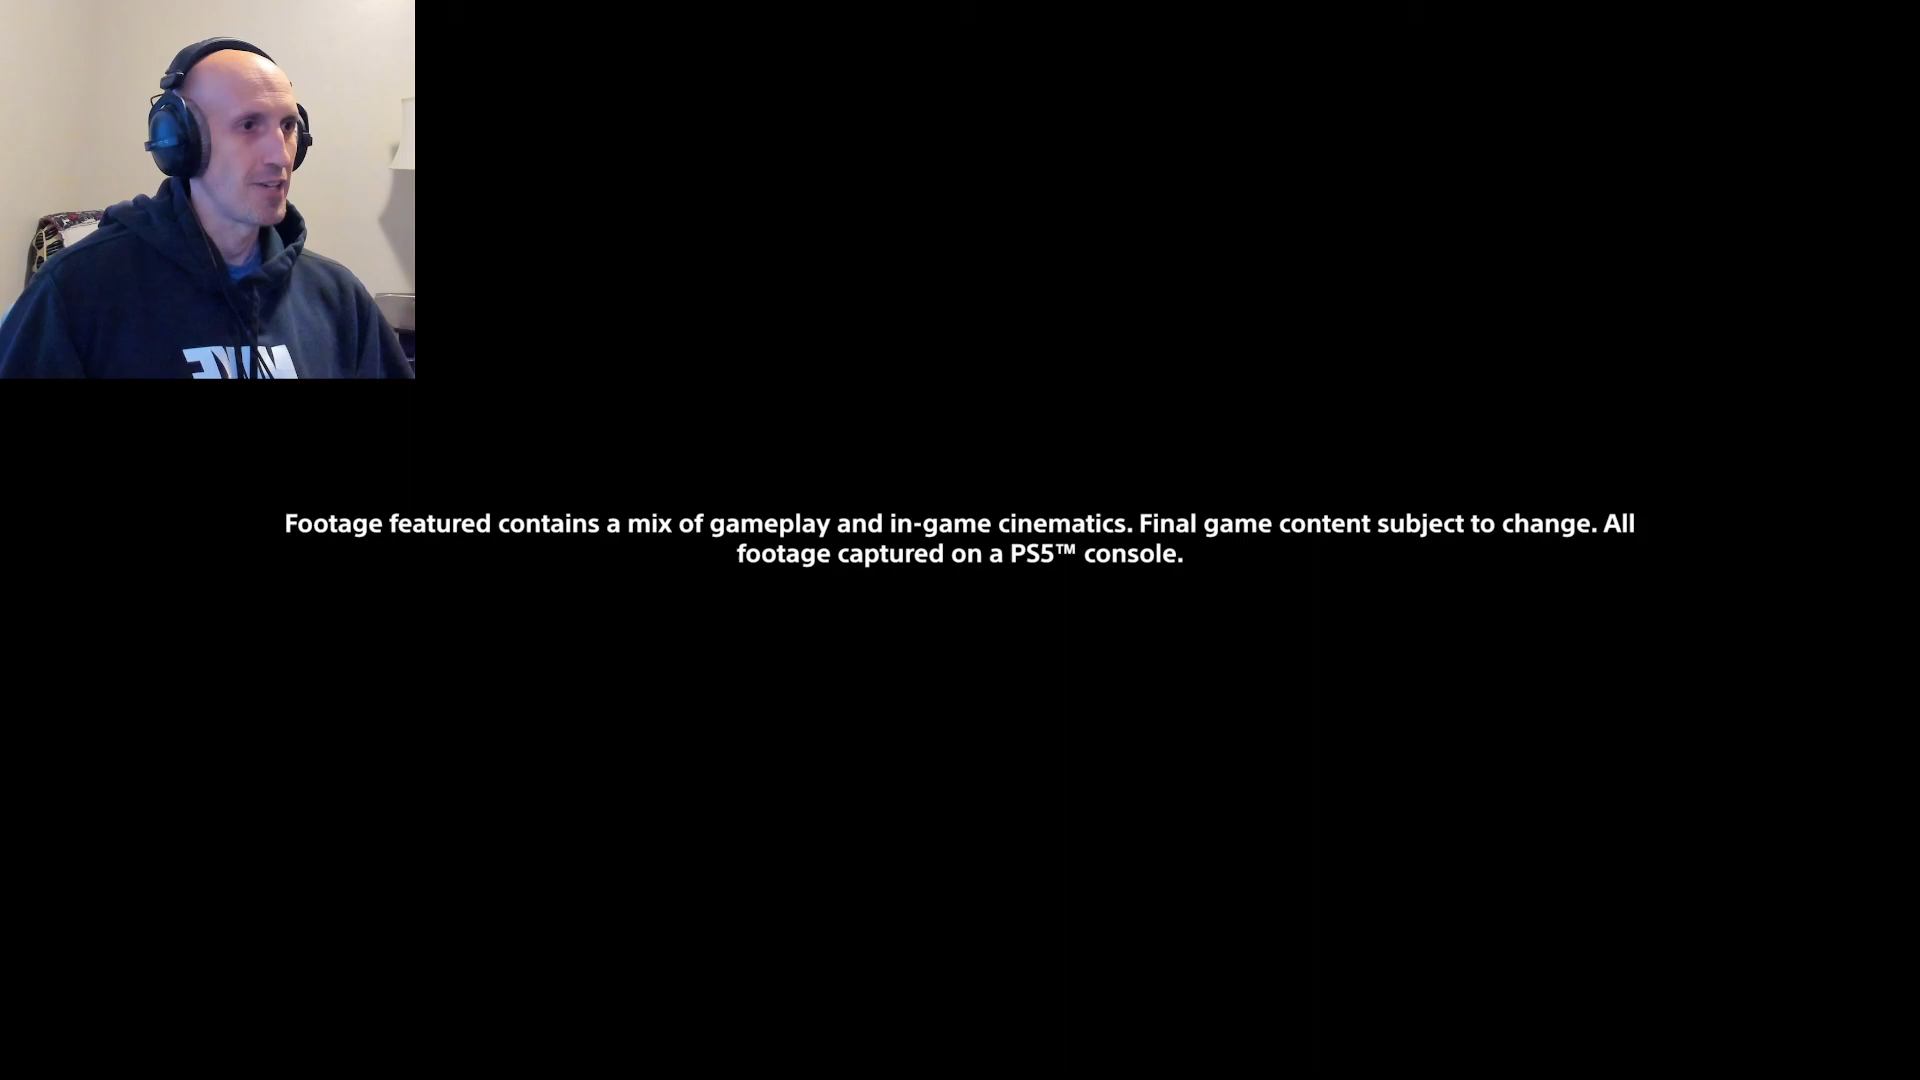 NIKE
Footage featured contains a mix of gameplay and in-game cinematics. Final game content subject to change. All
footage captured on a PS5™ console.